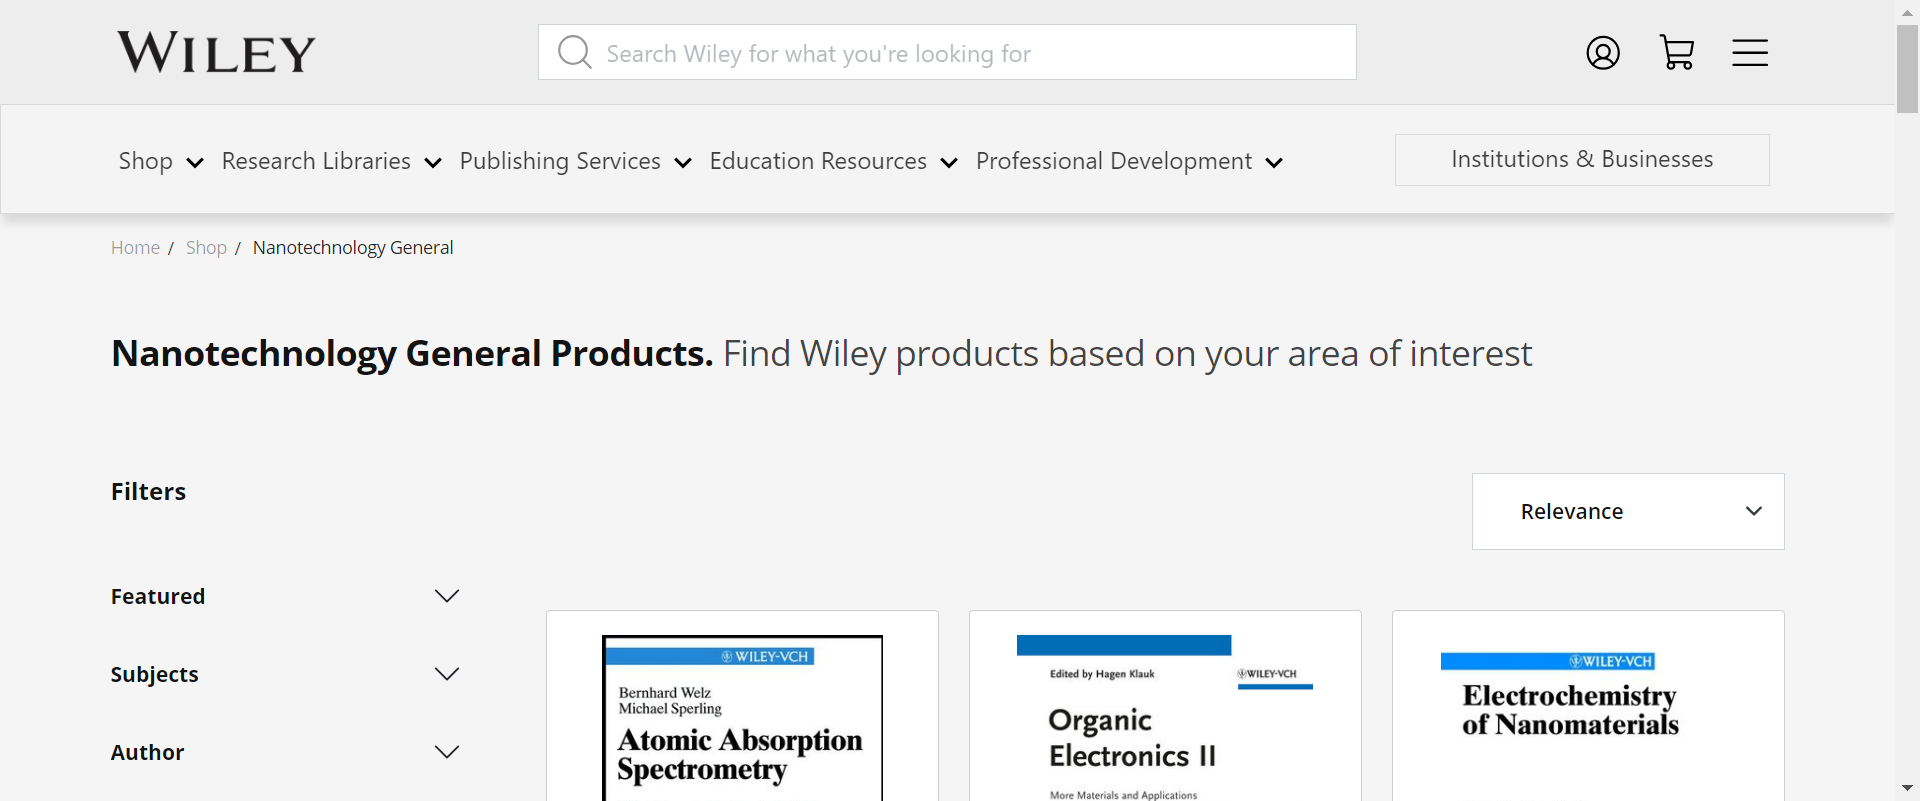 WILEY
Search Wiley for what you're looking for
Shop Research Libraries Publishing Services Education Resources Professional Development
Institutions & Businesses
Home / Shop / Nanotechnology General
Nanotechnology General Products. Find Wiley products based on your area of interest
Filters
Relevance
Featured
Subjects
Author
WILEY-VCH
Bernhard Welz
Michael Sperling
Atomic Absorption
Spectrometry
Edited by Hagen Klauk
WILEY-VCH
Organic
Electronics II
More Materials and Applications
WILEY-VCH
Electrochemistry
of Nanomaterials